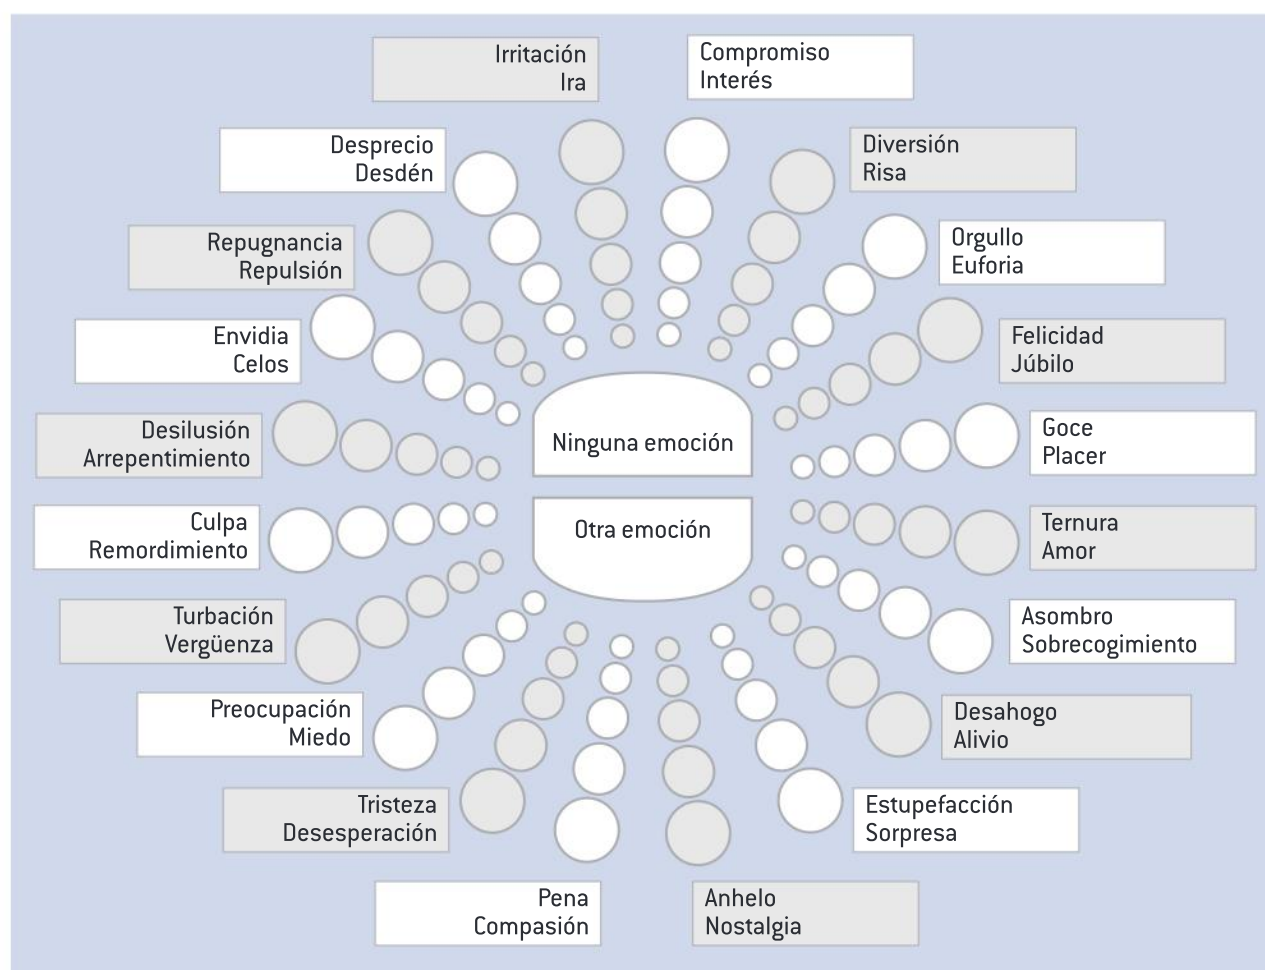 Irritación
Ira
Compromiso
Interés
Desprecio
Desdén
Diversión
Risa
Repugnancia
Repulsión
Orgullo
Euforia
Envidia
Celos
Felicidad
Júbilo
Desilusión
Arrepentimiento
Ninguna emoción
Goce
Placer
Culpa
Remordimiento
Otra emoción
Ternura
Amor
Turbación
Vergüenza
Asombro
Sobrecogimiento
Preocupación
Miedo
Desahogo
Alivio
Tristeza
Desesperación
Estupefacción
Sorpresa
Pena
Compasión
Anhelo
Nostalgia